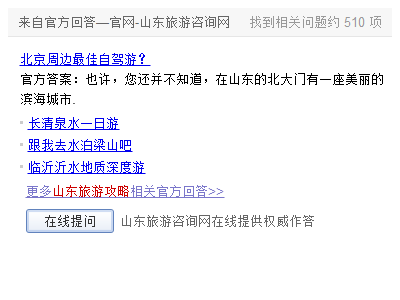 来自官方回答—官网-山东旅游咨询网 找到相关问题约 510 项
北京周边最佳自驾游？
官方答案：也许，您还并不知道，在山东的北大门有一座美丽的
滨海城市.
长清泉水一日游
跟我去水泊梁山吧
临沂沂水地质深度游
更多山东旅游攻略相关官方回答>>
在线提问 山东旅游咨询网在线提供权威作答